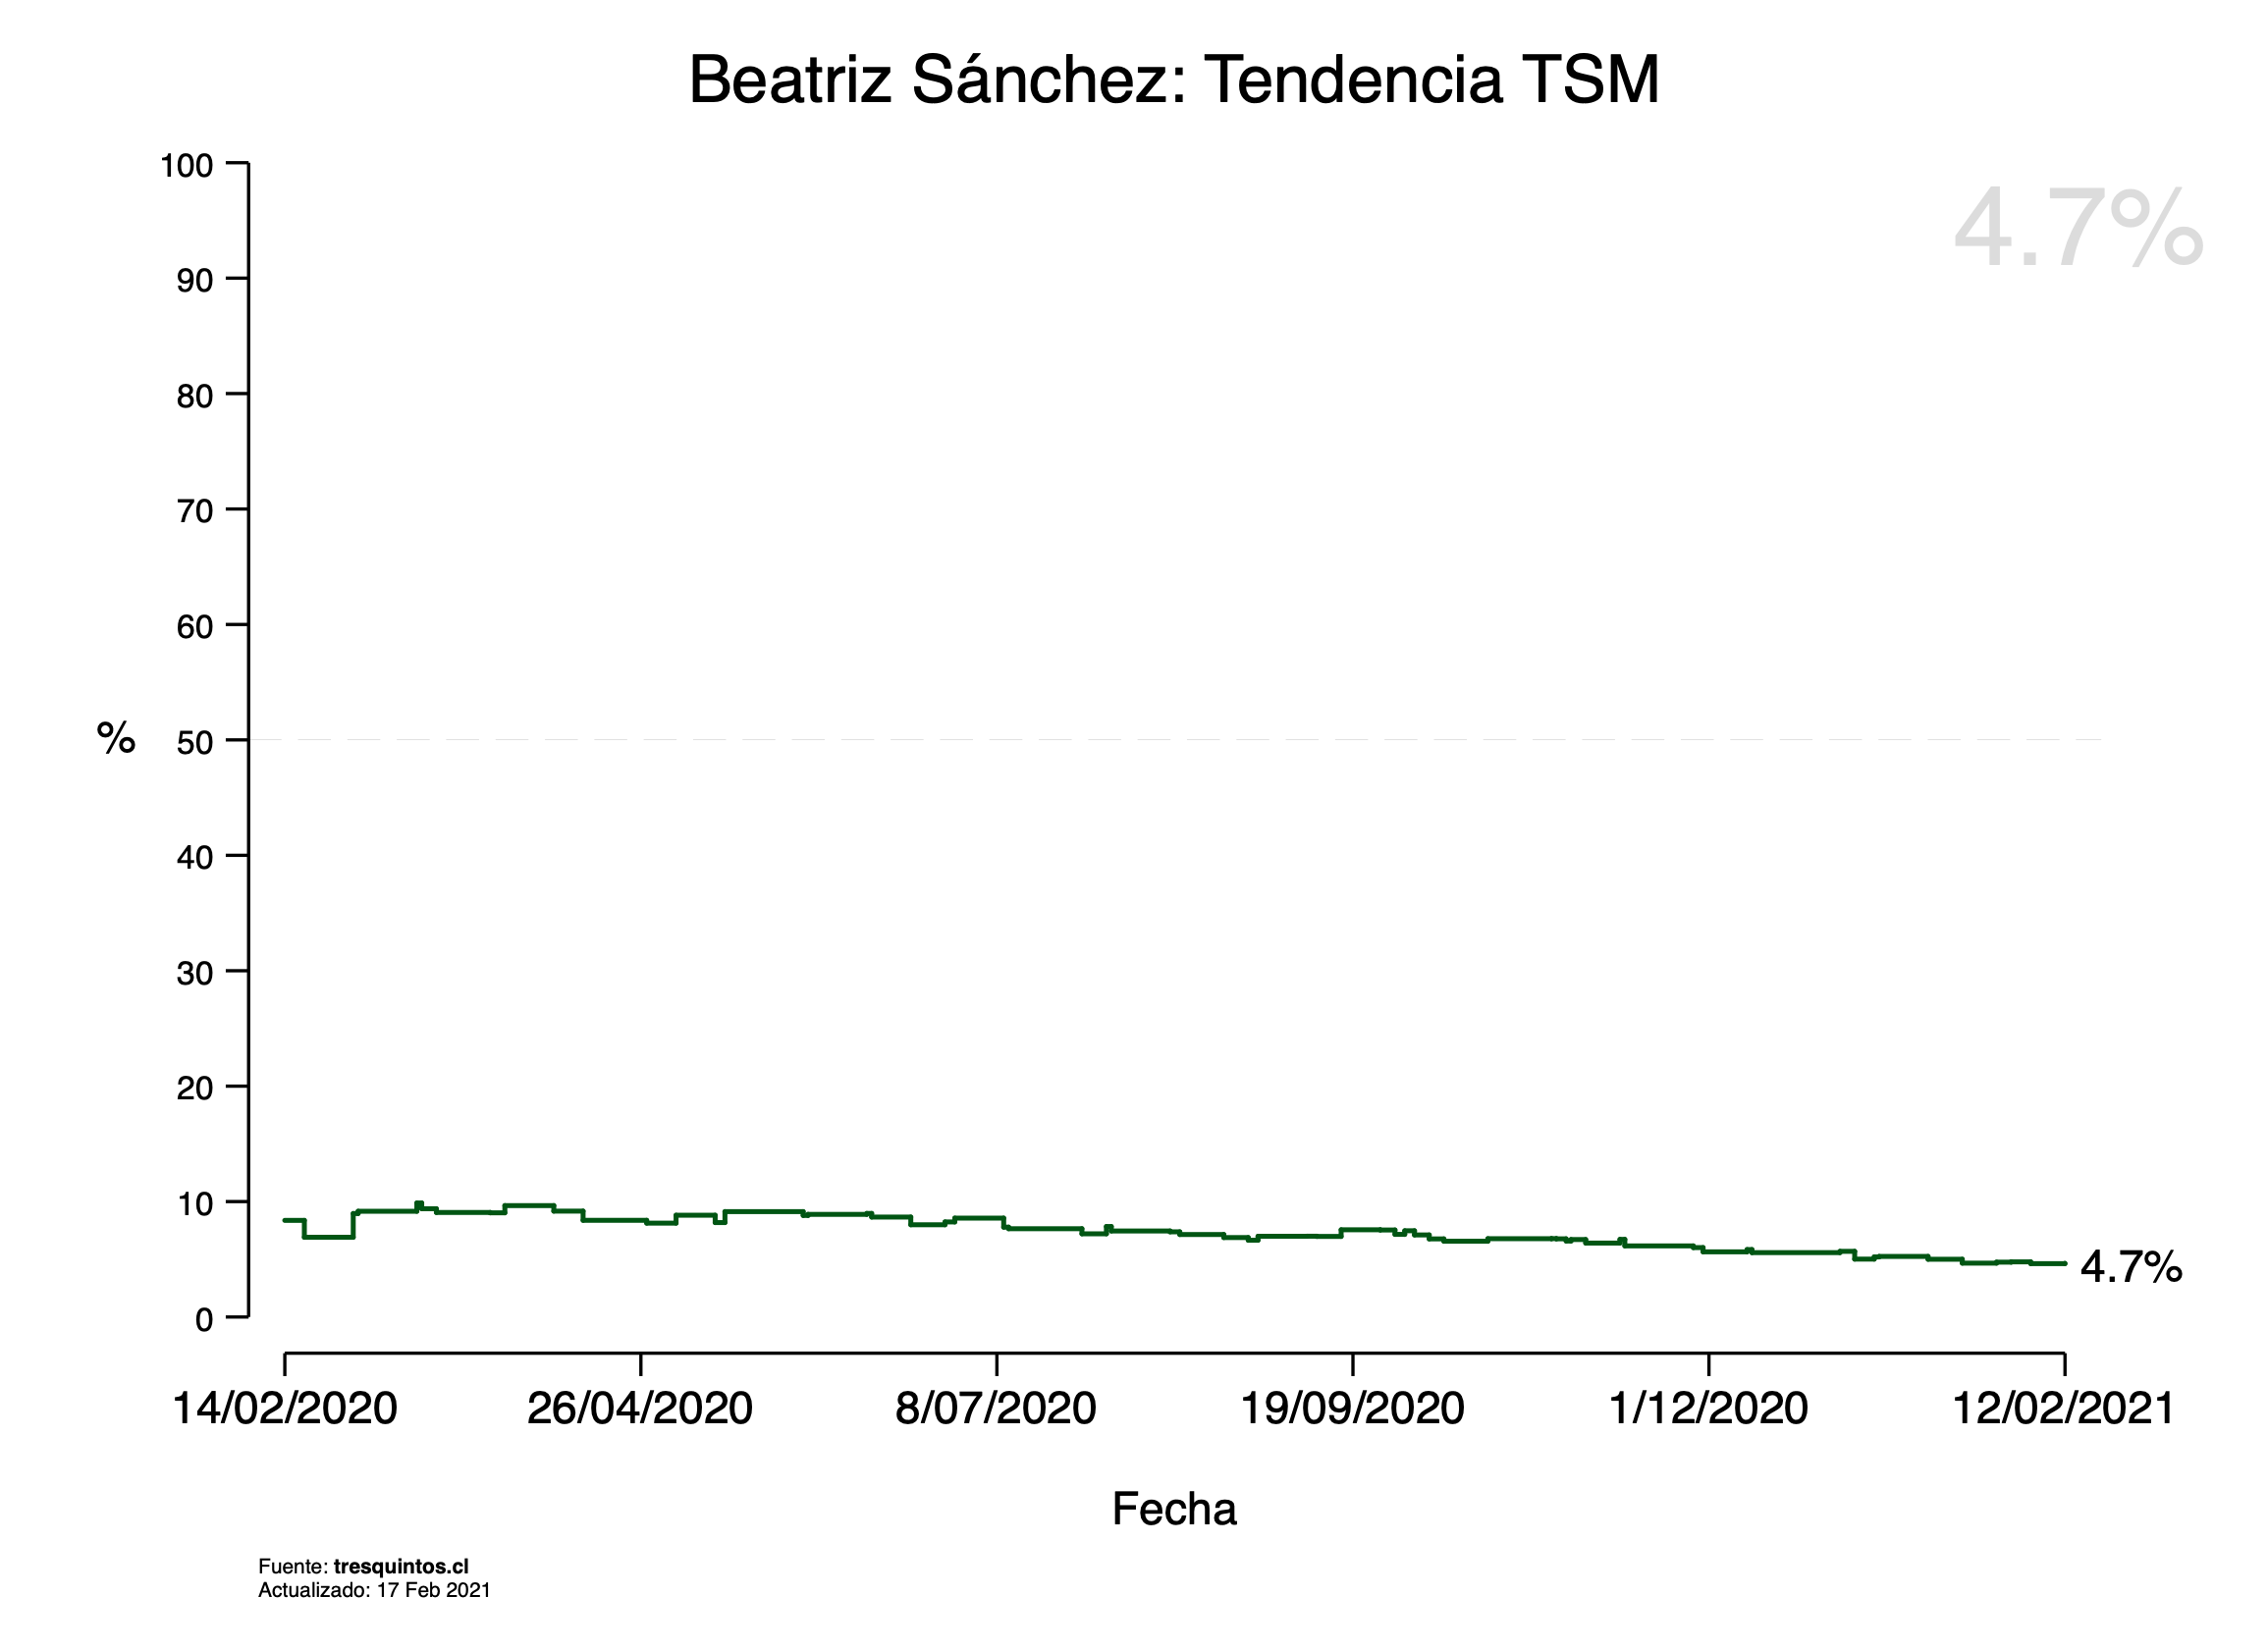 Beatriz Sánchez: Tendencia TSM
4.7%
100
90
80
70
60
% 50
40
30
20
10
0
4.7%
14/02/2020 26/04/2020 8/07/2020 19/09/2020 1/12/2020 12/02/2021
Fecha
Fuente: tresquintos.cl
Actualizado: 17 Feb 2021